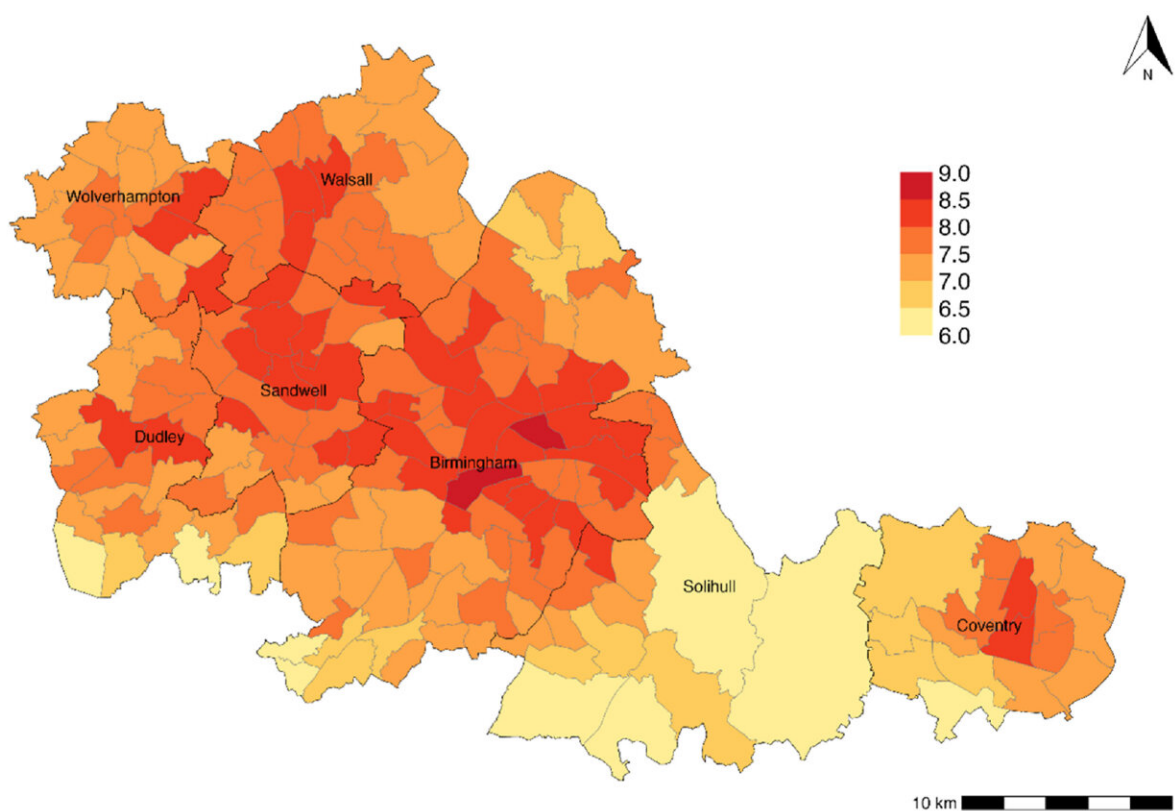 N
Wolverhampton
Walsall
9.0
8.5
8.0
7.5
7.0
6.5
6.0
Sandwell
Dudley
Birmingham
Solihull
Coventry
10 km